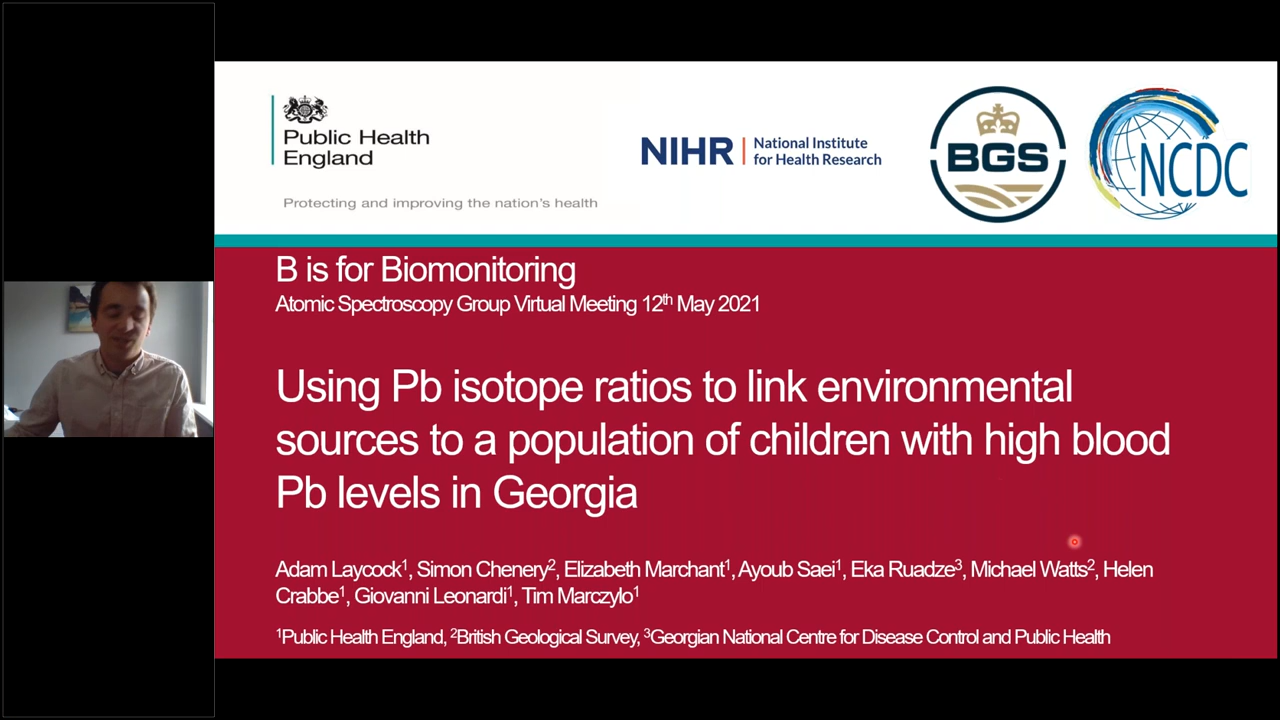 Public Health
England
Protecting and improving the nation's health
NIHR | National Institute
for Health Research
BGS
NCDC
B is for Biomonitoring
Atomic Spectroscopy Group Virtual Meeting 12th May 2021
Using Pb isotope ratios to link environmental
sources to a population of children with high blood
Pb levels in Georgia
Adam Laycock¹, Simon Chenery², Elizabeth Marchant¹, Ayoub Saei¹, Eka Ruadze³, Michael Watts², Helen
Crabbe¹, Giovanni Leonardi¹, Tim Marczylo¹
¹Public Health England, ²British Geological Survey, ³Georgian National Centre for Disease Control and Public Health